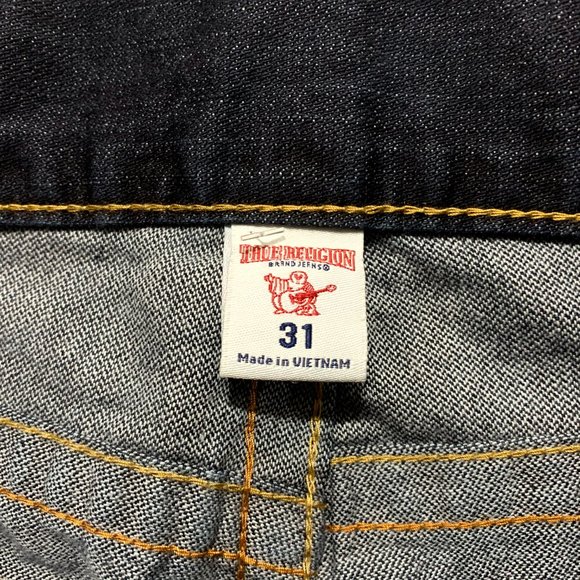 TRUE RELIGION
BRAND JEANS®
31
Made in VIETNAM